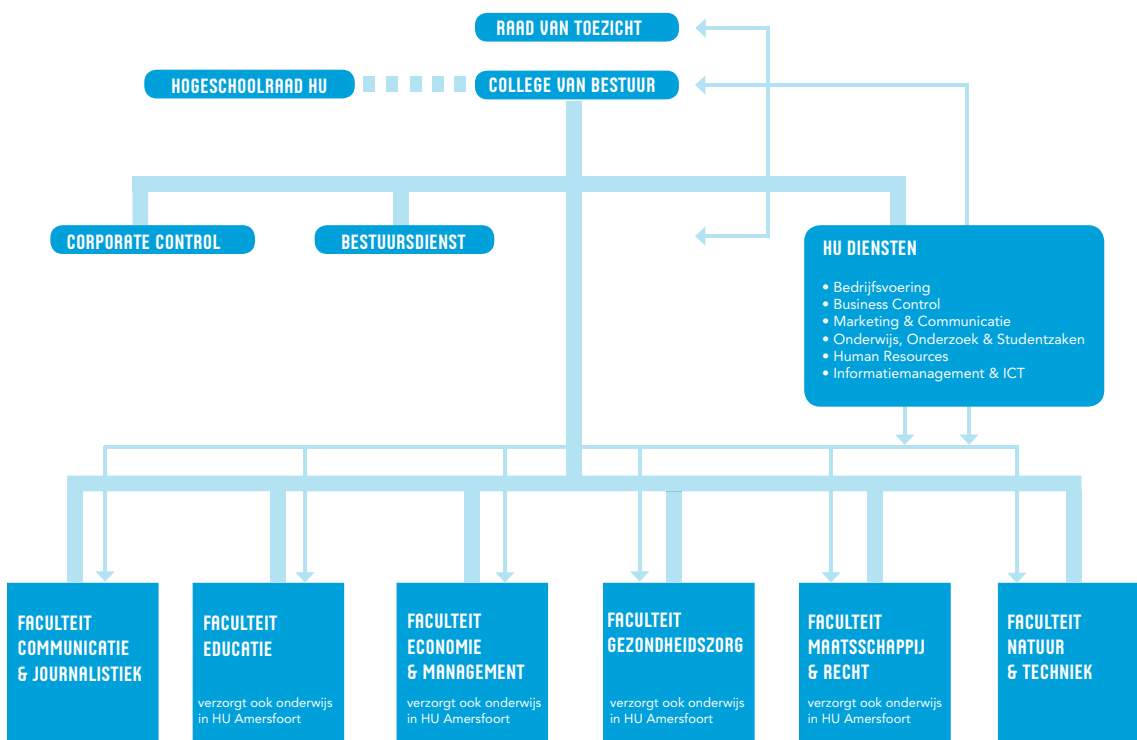 RAAD VAN TOEZICHT
HOGESCHOOLRAAD HU
COLLEGE VAN BESTUUR
CORPORATE CONTROL
BESTUURSDIENST
HU DIENSTEN
• Bedrijfsvoering
• Business Control
• Marketing & Communicatie
• Onderwijs, Onderzoek & Studentzaken
• Human Resources
• Informatiemanagement & ICT
FACULTEIT
COMMUNICATIE
& JOURNALISTIEK
FACULTEIT
EDUCATIE
verzorgt ook onderwijs
in HU Amersfoort
FACULTEIT
ECONOMIE
& MANAGEMENT
verzorgt ook onderwijs
in HU Amersfoort
FACULTEIT
GEZONDHEIDSZORG
verzorgt ook onderwijs
in HU Amersfoort
FACULTEIT
MAATSSCHAPPIJ
& RECHT
verzorgt ook onderwijs
in HU Amersfoort
FACULTEIT
NATUUR
& TECHNIEK